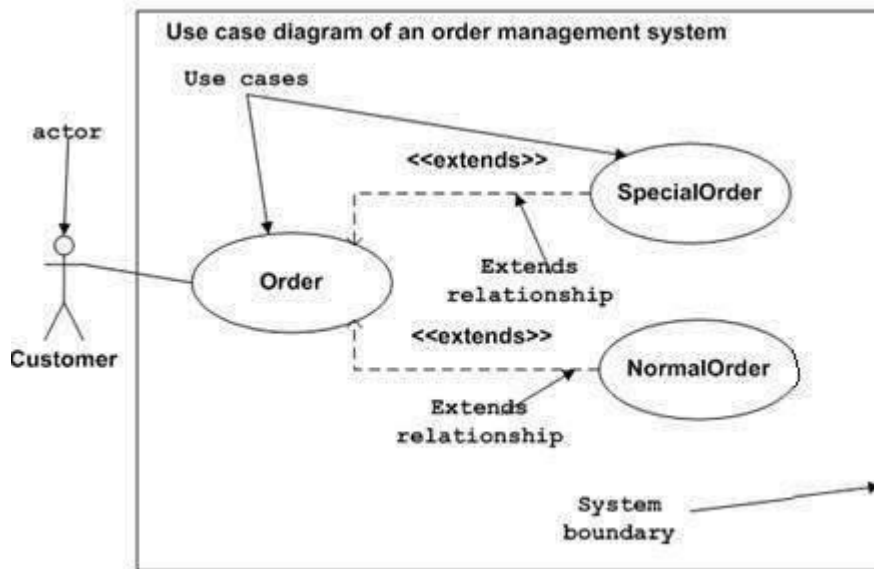 Use case diagram of an order management system
Use cases
actor
<<extends>>
SpecialOrder
Order
Extends
relationship
<<extends>>
Customer
NormalOrder
Extends
relationship
System
boundary